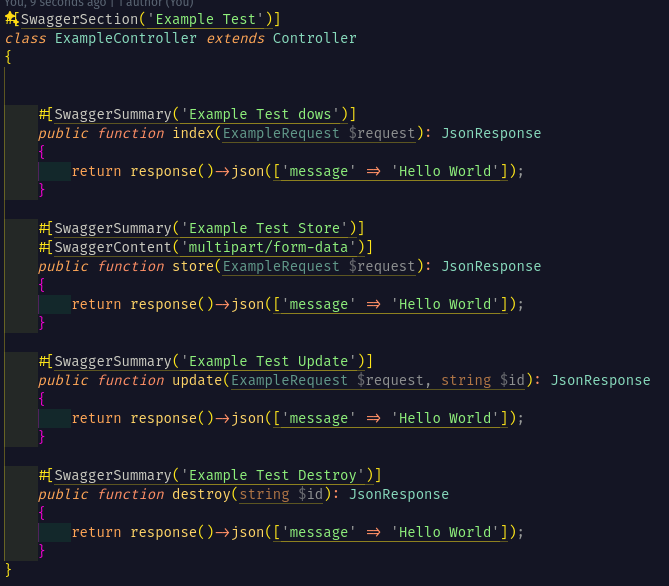 You, 9 seconds ago | 1 author (You)
#[SwaggerSection('Example Test')]
class ExampleController extends Controller
{
#[SwaggerSummary('Example Test dows')]
public function index(ExampleRequest $request): JsonResponse
{
return response()->json(['message' => 'Hello World']);
}
#[SwaggerSummary('Example Test Store')]
#[SwaggerContent('multipart/form-data')]
public function store(ExampleRequest $request): JsonResponse
{
return response()->json(['message' => 'Hello World']);
}
#[SwaggerSummary('Example Test Update')]
public function update(ExampleRequest $request, string $id): JsonResponse
{
return response()->json(['message' => 'Hello World']);
}
#[SwaggerSummary('Example Test Destroy')]
public function destroy(string $id): JsonResponse
{
return response()->json(['message' => 'Hello World']);
}
}